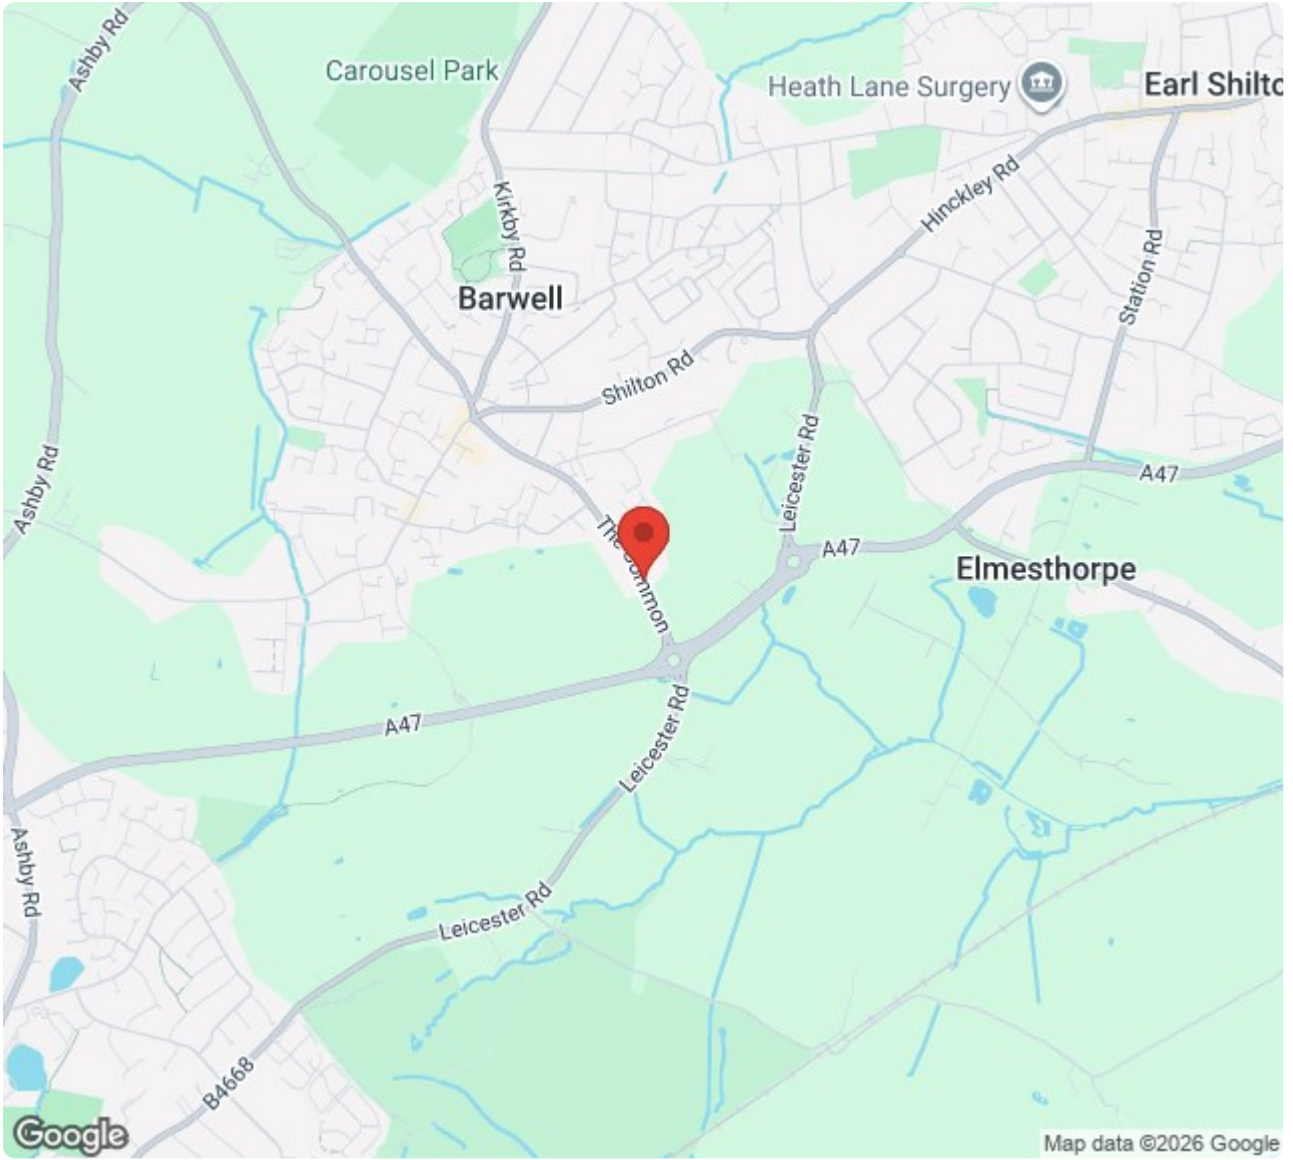 Ashby Rd
Carousel Park
Heath Lane Surgery
Earl Shilto
Kirkby Rd
Hinckley Rd
Station Rd
Barwell
Shilton Rd
Leicester Rd
Ashby Rd
A47
The Common
A47
Elmesthorpe
A47
Leicester Rd
Ashby Rd
Leicester Rd
B4668
Google
Map data ©2026 Google